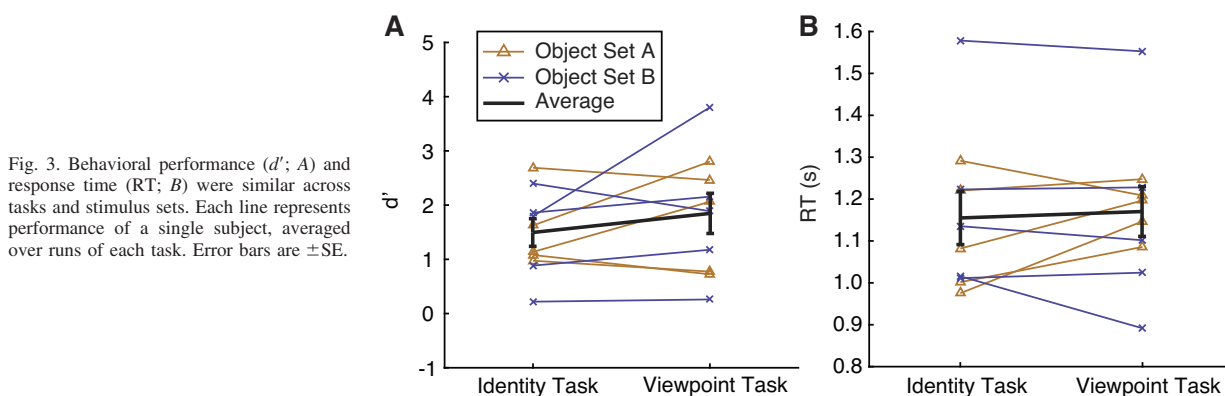 Fig. 3. Behavioral performance (d′; A) and
response time (RT; B) were similar across
tasks and stimulus sets. Each line represents
performance of a single subject, averaged
over runs of each task. Error bars are ±SE.
A
5
4
3
2
1
0
-1
d'
Object Set A
Object Set B
Average
Identity Task
Viewpoint Task
B
1.6
1.5
1.4
1.3
1.2
1.1
1.0
0.9
0.8
RT (s)
Identity Task
Viewpoint Task